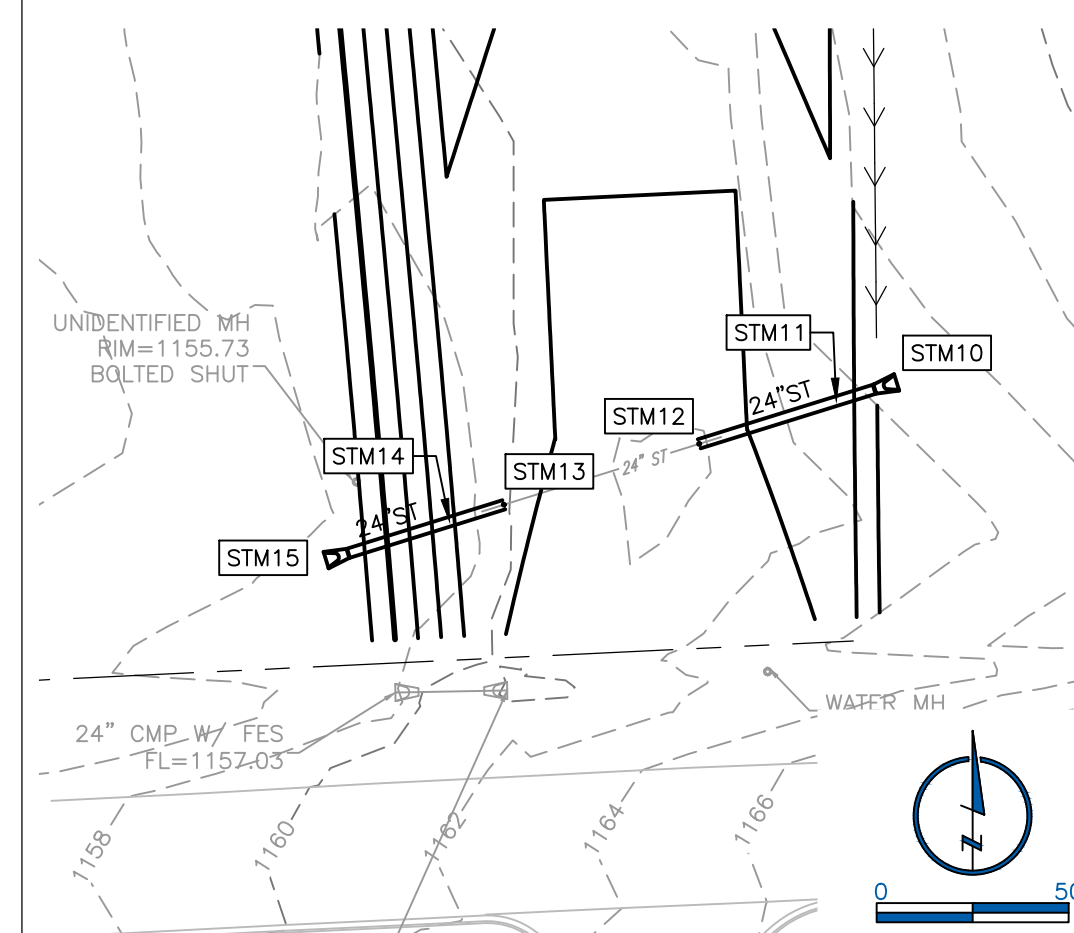 UNIDENTIFIED MH
RIM=1155.73
BOLTED SHUT
STM11
STM10
24"ST
STM12
24" ST
STM14
STM13
24"ST
STM15
24" CMP W/ FES
FL=1157.03
WATER MH
1158
1160
1162
1164
1166
N
0